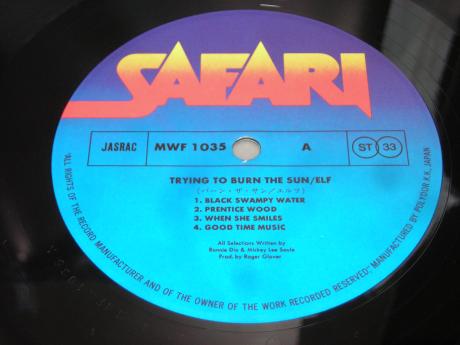 SAFARI
JASRAC MWF 1035 A ST 33
TRYING TO BURN THE SUN/ELF
(バーン・ザ・サン/エルフ)
1. BLACK SWAMPY WATER
2. PRENTICE WOOD
3. WHEN SHE SMILES
4. GOOD TIME MUSIC
All Selections Written by
Ronnie Dio & Mickey Lee Soule
Prod. by Roger Glover
"ALL RIGHTS OF THE RECORD MANUFACTURER AND OF THE OWNER OF THE WORK RECORDED RESERVED" MANUFACTURED BY POLYDOR K.K. JAPAN